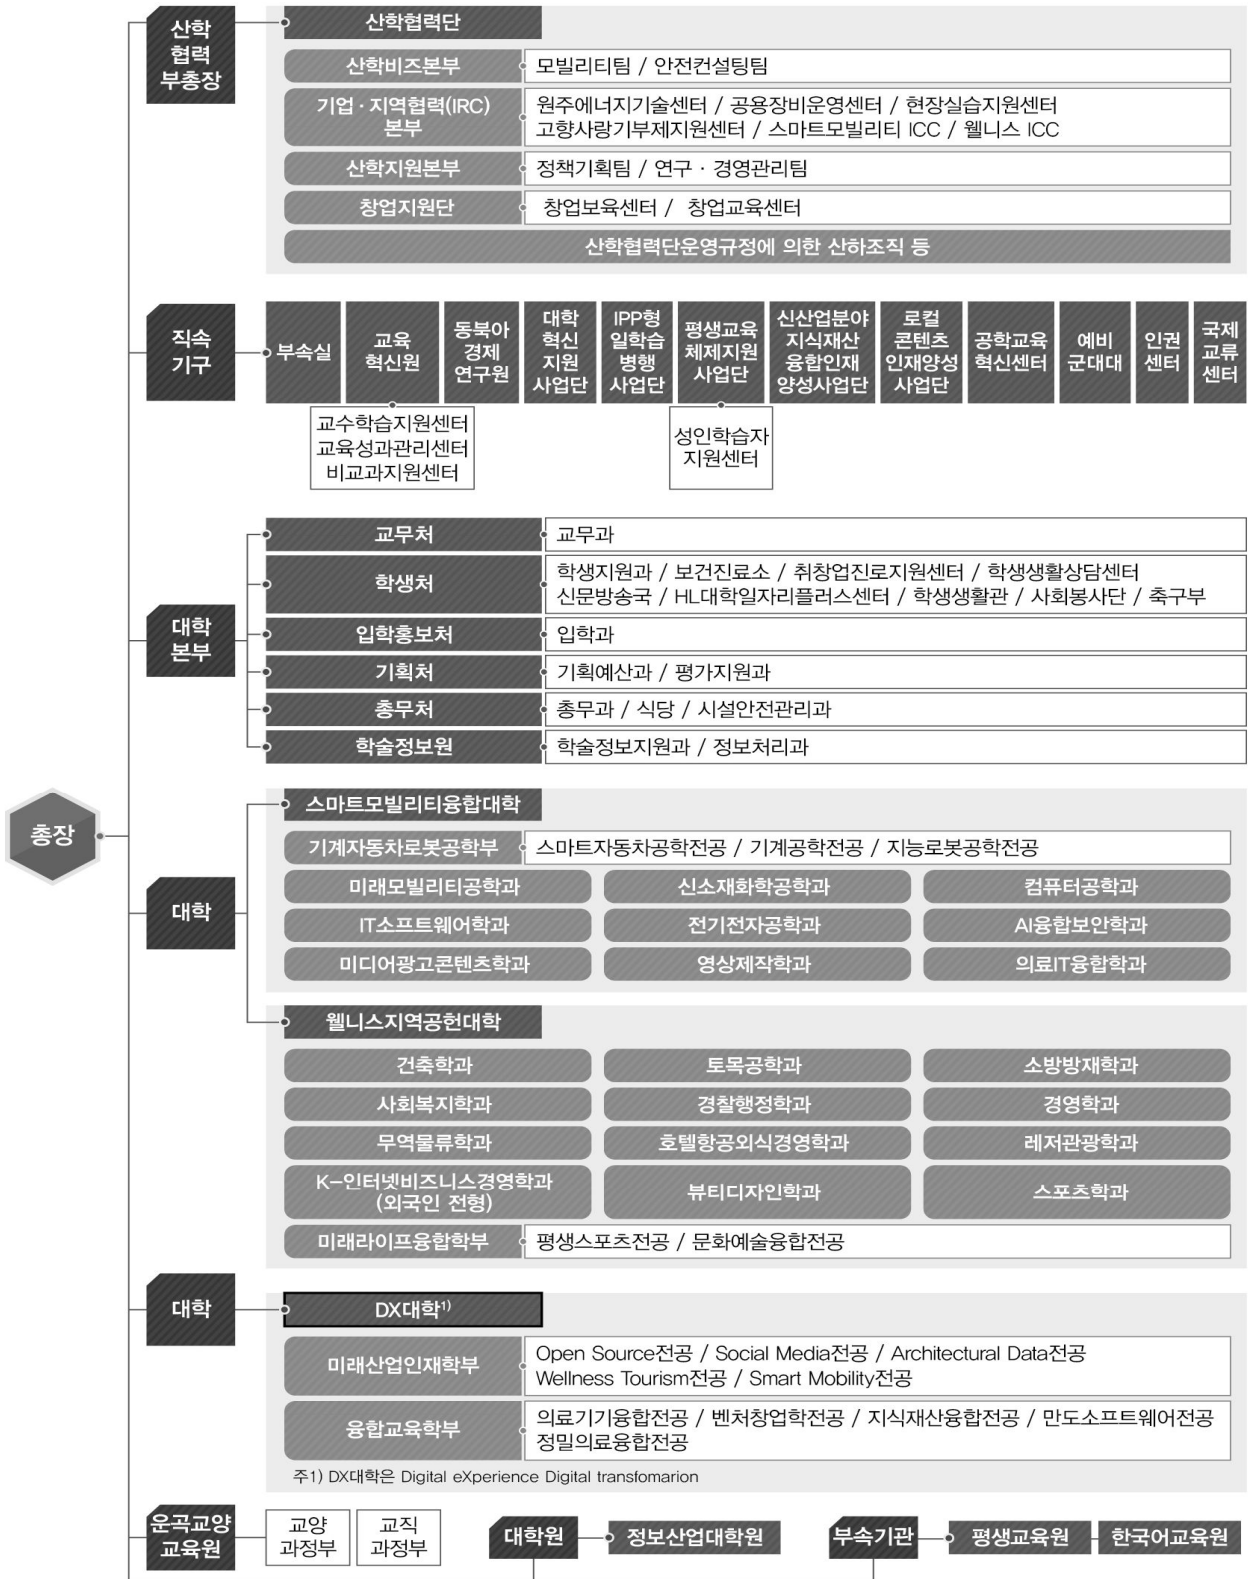 산학
협력
부총장
산학협력단
산학비즈본부
모빌리티팀 / 안전컨설팅팀
기업 · 지역협력(IRC)
본부
원주에너지기술센터 / 공용장비운영센터 / 현장실습지원센터
고향사랑기부제지원센터 / 스마트모빌리티 ICC / 웰니스 ICC
산학지원본부
정책기획팀 / 연구 · 경영관리팀
창업지원단
창업보육센터 / 창업교육센터
산학협력단운영규정에 의한 산하조직 등
직속
기구
부속실
교육
혁신원
동북아
경제
연구원
대학
혁신
지원
사업단
IPP형
일학습
병행
사업단
평생교육
체제지원
사업단
신산업분야
지식재산
융합인재
양성사업단
로컬
콘텐츠
인재양성
사업단
공학교육
혁신센터
예비
군대대
인권
센터
국제
교류
센터
교수학습지원센터
교육성과관리센터
비교과지원센터
성인학습자
지원센터
대학
본부
교무처
교무과
학생처
학생지원과 / 보건진료소 / 취창업진로지원센터 / 학생생활상담센터
신문방송국 / HL대학일자리플러스센터 / 학생생활관 / 사회봉사단 / 축구부
입학홍보처
입학과
기획처
기획예산과 / 평가지원과
총무처
총무과 / 식당 / 시설안전관리과
학술정보원
학술정보지원과 / 정보처리과
총장
대학
스마트모빌리티융합대학
기계자동차로봇공학부
스마트자동차공학전공 / 기계공학전공 / 지능로봇공학전공
미래모빌리티공학과
신소재화학공학과
컴퓨터공학과
IT소프트웨어학과
전기전자공학과
AI융합보안학과
미디어광고콘텐츠학과
영상제작학과
의료IT융합학과
웰니스지역공헌대학
건축학과
토목공학과
소방방재학과
사회복지학과
경찰행정학과
경영학과
무역물류학과
호텔항공외식경영학과
레저관광학과
K-인터넷비즈니스경영학과
(외국인 전형)
뷰티디자인학과
스포츠학과
미래라이프융합학부
평생스포츠전공 / 문화예술융합전공
대학
DX대학1)
미래산업인재학부
Open Source전공 / Social Media전공 / Architectural Data전공
Wellness Tourism전공 / Smart Mobility전공
융합교육학부
의료기기융합전공 / 벤처창업학전공 / 지식재산융합전공 / 만도소프트웨어전공
정밀의료융합전공
주1) DX대학은 Digital eXperience Digital transfomarion
운곡교양
교육원
교양
과정부
교직
과정부
대학원
정보산업대학원
부속기관
평생교육원
한국어교육원